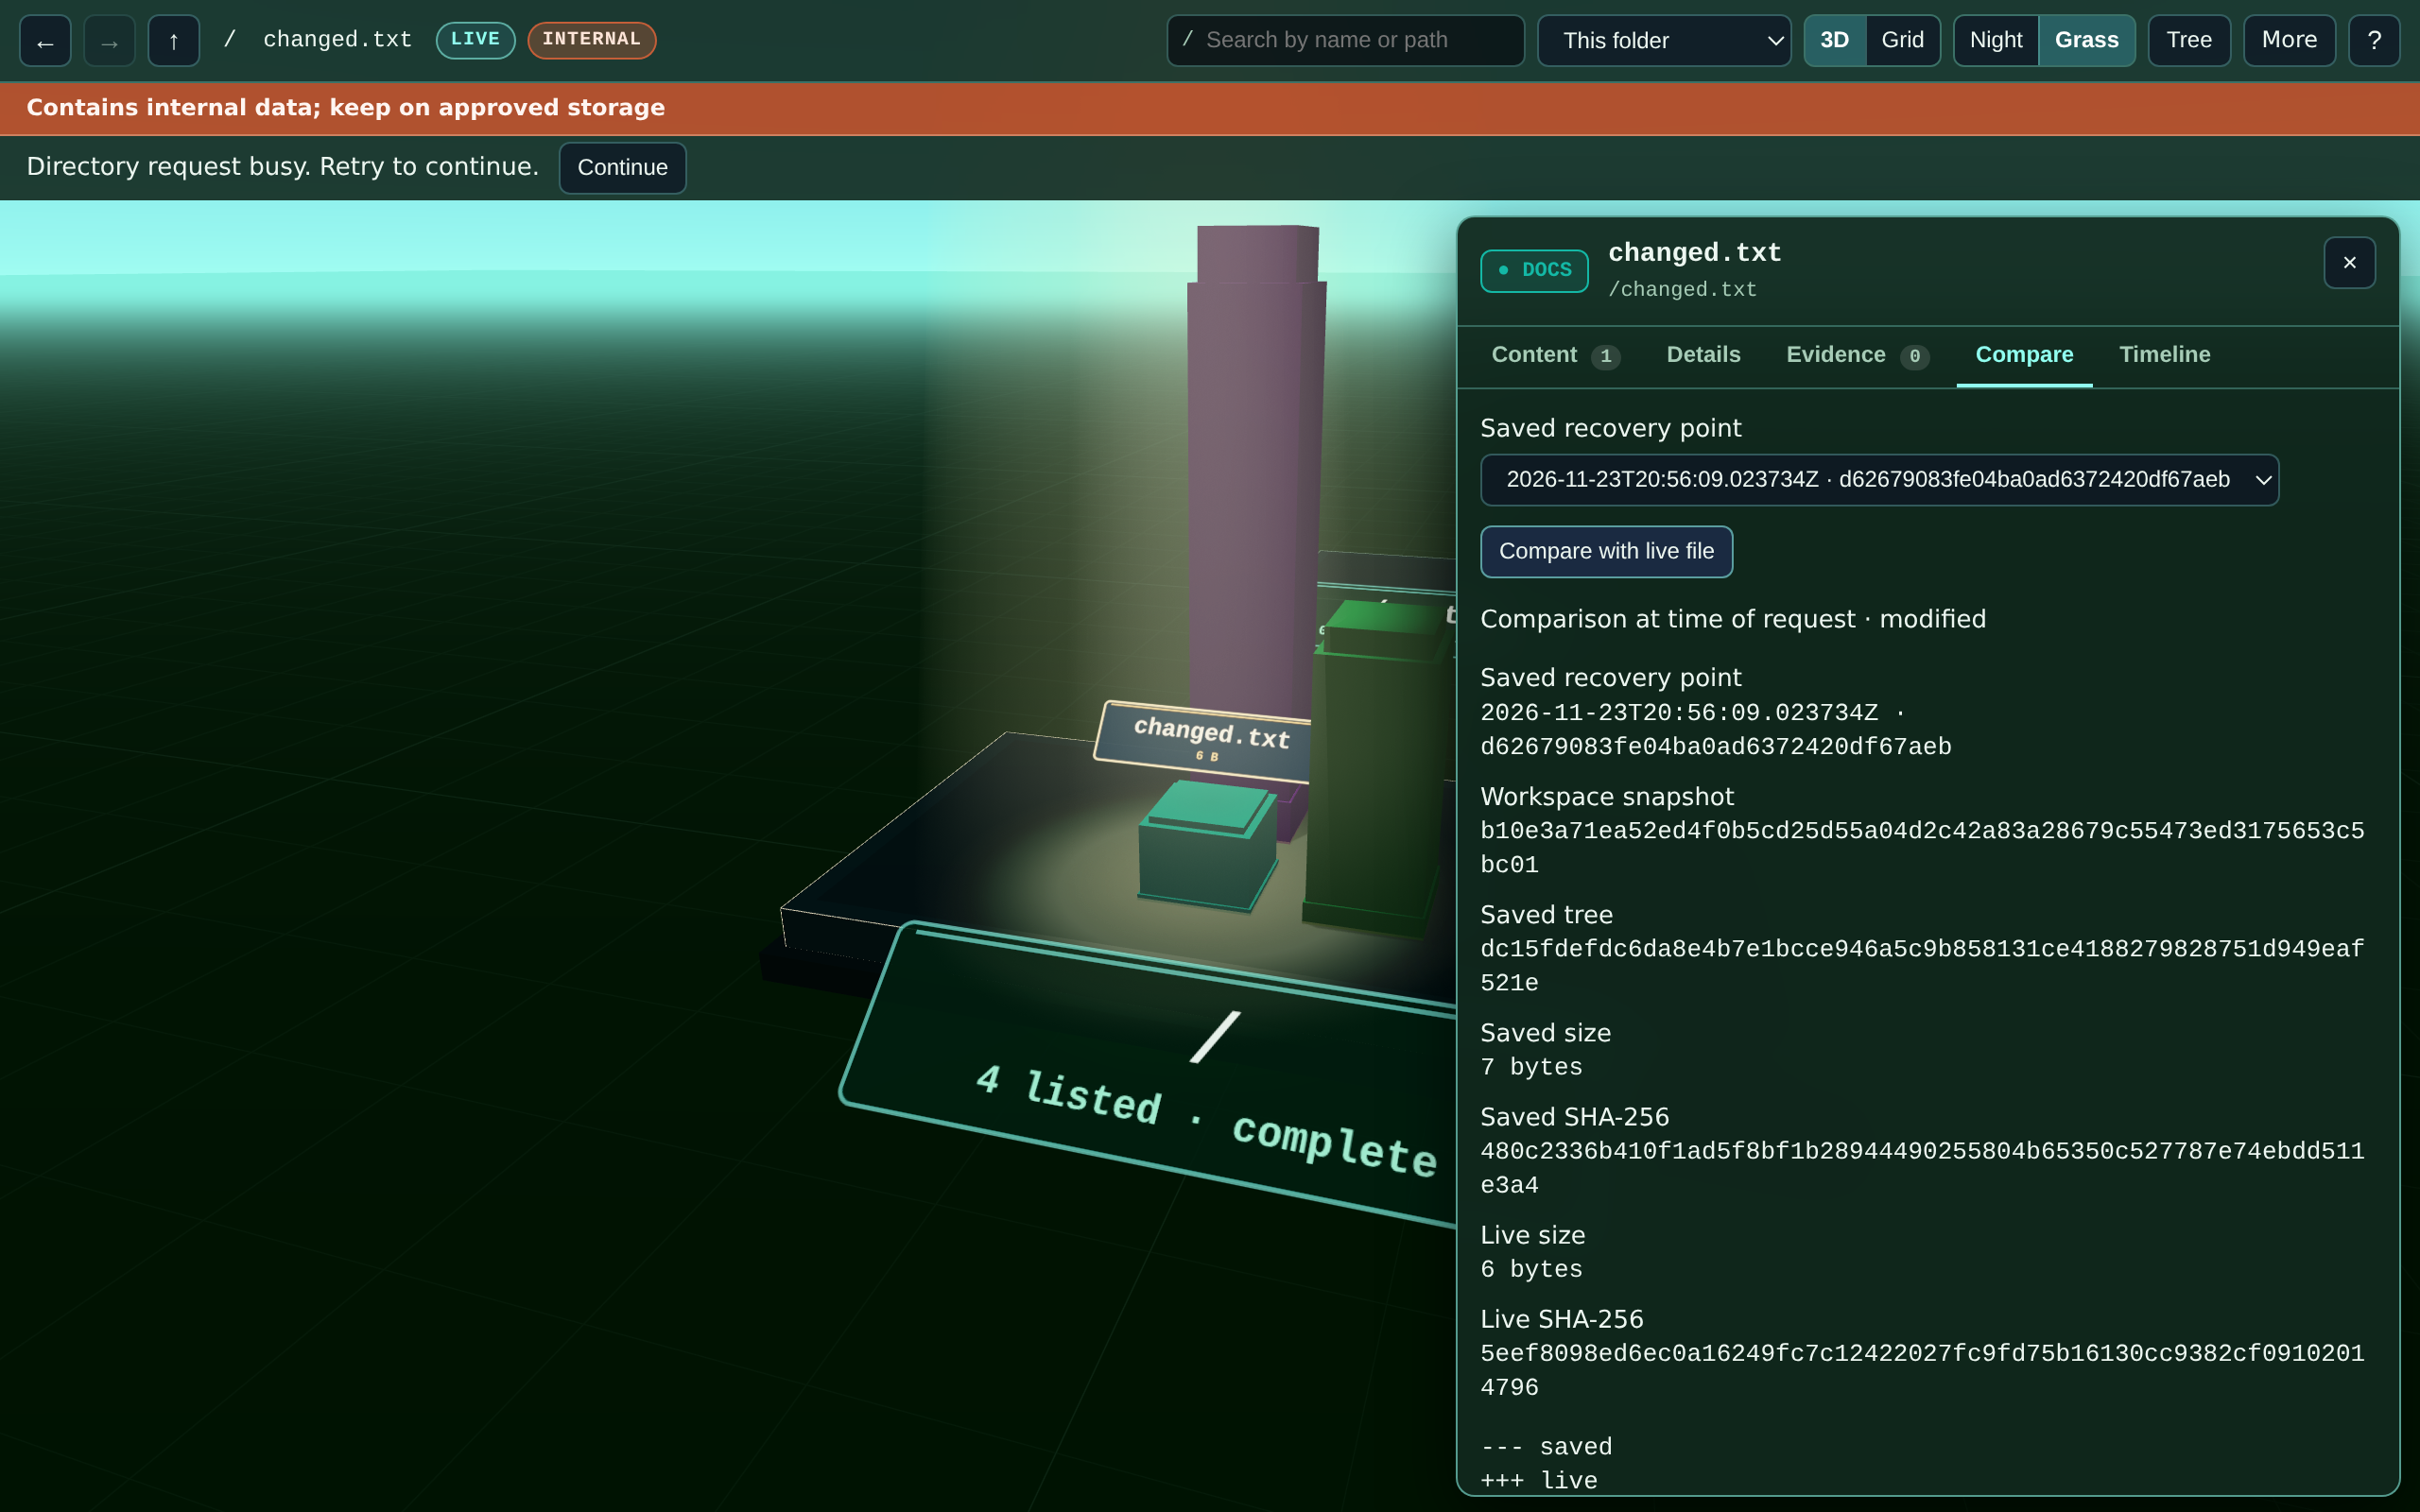 ← → ↑ / changed.txt LIVE INTERNAL / Search by name or path This folder 3D Grid Night Grass Tree More ?
Contains internal data; keep on approved storage
Directory request busy. Retry to continue. Continue
changed.txt
6 B
/
4 listed · complete
• DOCS changed.txt ×
/changed.txt
Content 1 Details Evidence 0 Compare Timeline
Saved recovery point
2026-11-23T20:56:09.023734Z · d62679083fe04ba0ad6372420df67aeb
Compare with live file
Comparison at time of request · modified
Saved recovery point
2026-11-23T20:56:09.023734Z ·
d62679083fe04ba0ad6372420df67aeb
Workspace snapshot
b10e3a71ea52ed4f0b5cd25d55a04d2c42a83a28679c55473ed3175653c5
bc01
Saved tree
dc15fdefdc6da8e4b7e1bcce946a5c9b858131ce4188279828751d949eaf
521e
Saved size
7 bytes
Saved SHA-256
480c2336b410f1ad5f8bf1b28944490255804b65350c527787e74ebdd511
e3a4
Live size
6 bytes
Live SHA-256
5eef8098ed6ec0a16249fc7c12422027fc9fd75b16130cc9382cf0910201
4796
--- saved
+++ live